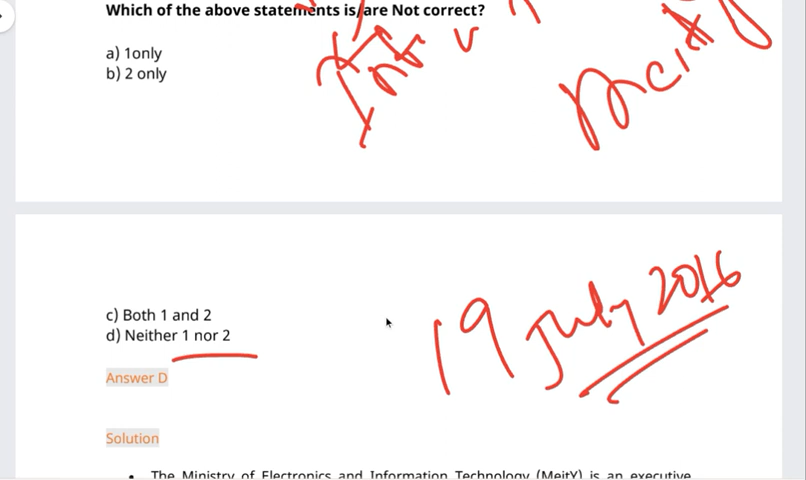 Which of the above statements is/are Not correct?
a) 1only
b) 2 only
MeitY
c) Both 1 and 2
d) Neither 1 nor 2
19 July 2016
Answer D
Solution
• The Ministry of Electronics and Information Technology (MeitY) is an executive